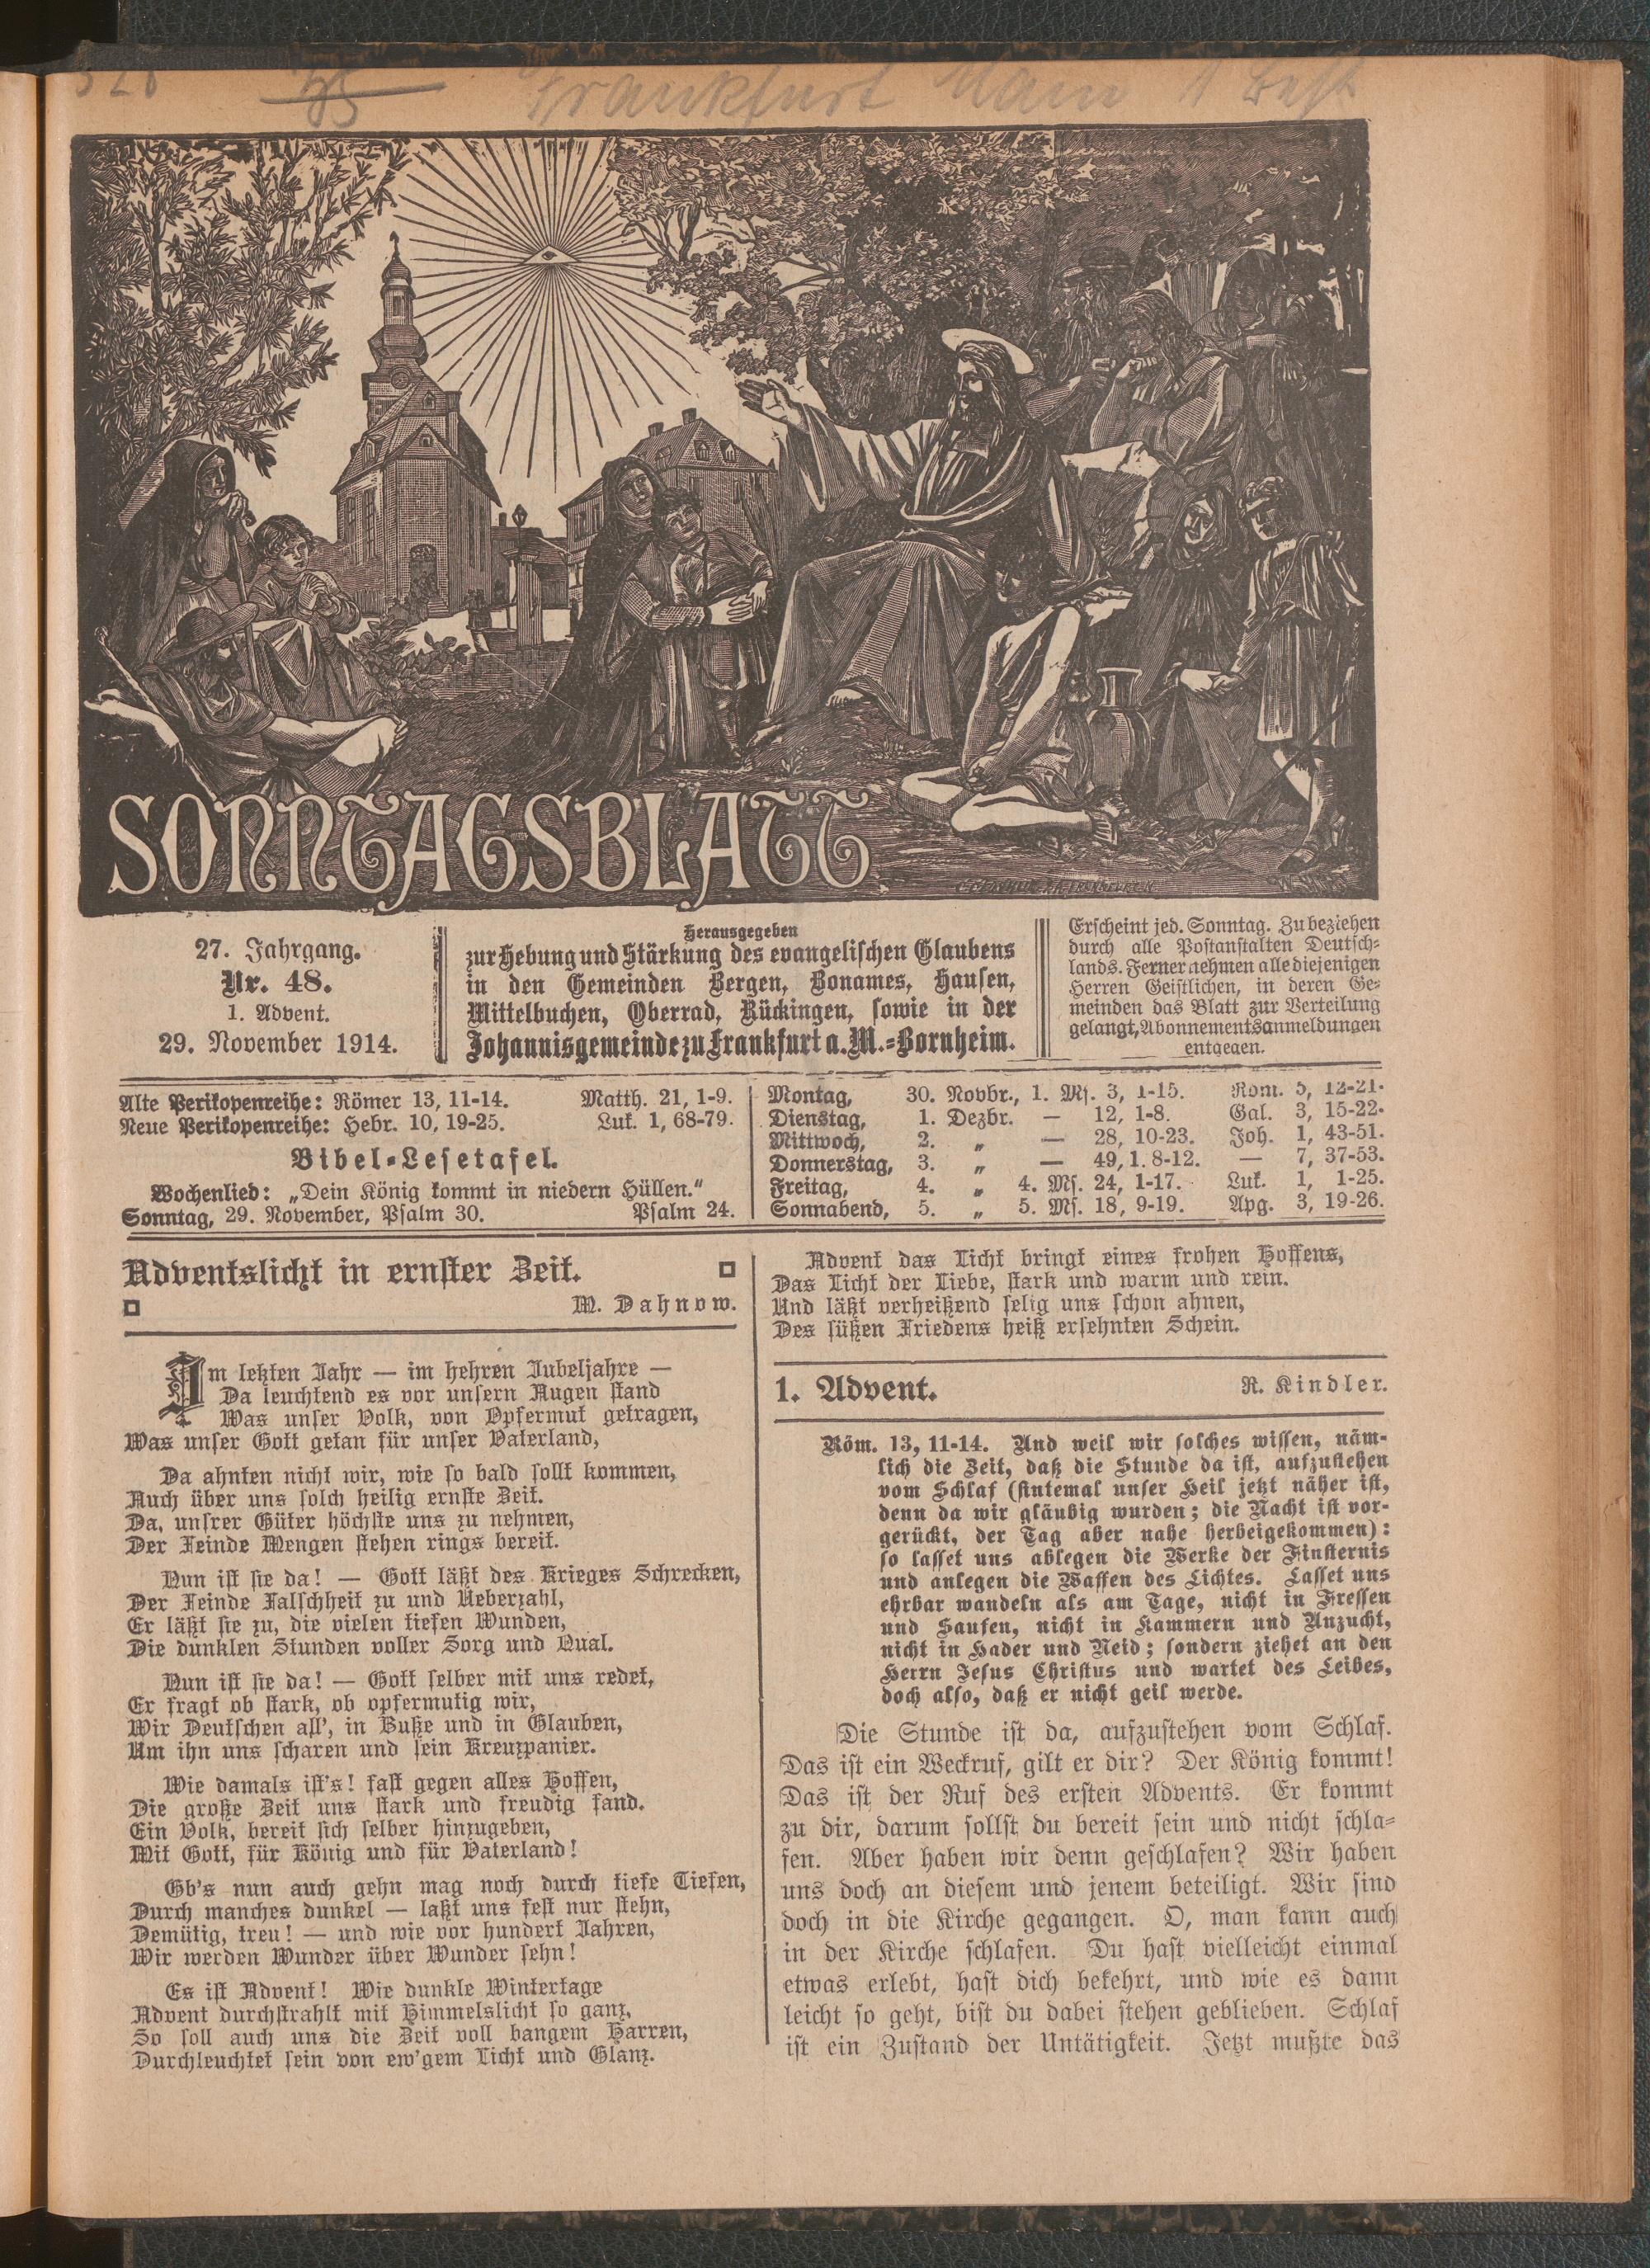 Frankfurt Main
SONNTAGSBLATT
27. Jahrgang.
Nr. 48.
1. Advent.
29. November 1914.
Herausgegeben
zur Hebung und Stärkung des evangelischen Glaubens
in den Gemeinden Bergen, Bonames, Hausen,
Mittelbuchen, Oberrad, Rückingen, sowie in der
Johannisgemeinde zu Frankfurt a. M.-Bornheim.
Erscheint jed. Sonntag. Zu beziehen
durch alle Postanstalten Deutsch-
lands. Ferner nehmen alle diejenigen
Herren Geistlichen, in deren Ge-
meinden das Blatt zur Verteilung
gelangt, Abonnementsanmeldungen
entgegen.
Alte Perikopenreihe: Römer 13, 11-14. Matth. 21, 1-9.
Neue Perikopenreihe: Hebr. 10, 19-25. Luk. 1, 68-79.
Bibel-Lesetafel.
Wochenlied: „Dein König kommt in niedern Hüllen.“
Sonntag, 29. November, Psalm 30. Psalm 24.
Montag, 30. Novbr., 1. Ms. 3, 1-15. Röm. 5, 12-21.
Dienstag, 1. Dezbr. — 12, 1-8. Gal. 3, 15-22.
Mittwoch, 2. „ — 28, 10-23. Joh. 1, 43-51.
Donnerstag, 3. „ — 49, 1. 8-12. — 7, 37-53.
Freitag, 4. „ 4. Ms. 24, 1-17. Luk. 1, 1-25.
Sonnabend, 5. „ 5. Ms. 18, 9-19. Apg. 3, 19-26.
Adventslicht in ernster Zeit.
M. Dahnow.
Im letzten Jahr — im hehren Jubeljahre —
Da leuchtend es vor unsern Augen stand
Was unser Volk, von Opfermut getragen,
Was unser Gott getan für unser Vaterland,
Da ahnten nicht wir, wie so bald sollt kommen,
Auch über uns solch heilig ernste Zeit.
Da, unsrer Güter höchste uns zu nehmen,
Der Feinde Mengen stehen rings bereit.
Nun ist sie da! — Gott läßt des Krieges Schrecken,
Der Feinde Falschheit zu und Ueberzahl,
Er läßt sie zu, die vielen tiefen Wunden,
Die dunklen Stunden voller Sorg und Qual.
Nun ist sie da! — Gott selber mit uns redet,
Er fragt ob stark, ob opfermutig wir,
Wir Deutschen all', in Buße und in Glauben,
Um ihn uns scharen und sein Kreuzpanier.
Wie damals ist's! fast gegen alles Hoffen,
Die große Zeit uns stark und freudig fand.
Ein Volk, bereit sich selber hinzugeben,
Mit Gott, für König und für Vaterland!
Ob's nun auch gehn mag noch durch tiefe Tiefen,
Durch manches dunkel — laßt uns fest nur stehn,
Demütig, treu! — und wie vor hundert Jahren,
Wir werden Wunder über Wunder sehn!
Es ist Advent! Wie dunkle Wintertage
Advent durchstrahlt mit Himmelslicht so ganz,
So soll auch uns die Zeit voll bangem Harren,
Durchleuchtet sein von ew'gem Licht und Glanz.
Advent das Licht bringt eines frohen Hoffens,
Das Licht der Liebe, stark und warm und rein.
Und läßt verheißend selig uns schon ahnen,
Des süßen Friedens heiß ersehnten Schein.
1. Advent. R. Kindler.
Röm. 13, 11-14. And weil wir solches wissen, näm-
lich die Zeit, daß die Stunde da ist, aufzustehen
vom Schlaf (sintemal unser Heil jetzt näher ist,
denn da wir gläubig wurden; die Nacht ist vor-
gerückt, der Tag aber nahe herbeigekommen):
so lasset uns ablegen die Werke der Finsternis
und anlegen die Waffen des Lichtes. Lasset uns
ehrbar wandeln als am Tage, nicht in Fressen
und Saufen, nicht in Kammern und Unzucht,
nicht in Hader und Neid; sondern ziehet an den
Herrn Jesus Christus und wartet des Leibes,
doch also, daß er nicht geil werde.
Die Stunde ist da, aufzustehen vom Schlaf.
Das ist ein Weckruf, gilt er dir? Der König kommt!
Das ist der Ruf des ersten Advents. Er kommt
zu dir, darum sollst du bereit sein und nicht schla-
fen. Aber haben wir denn geschlafen? Wir haben
uns doch an diesem und jenem beteiligt. Wir sind
doch in die Kirche gegangen. O, man kann auch
in der Kirche schlafen. Du hast vielleicht einmal
etwas erlebt, hast dich bekehrt, und wie es dann
leicht so geht, bist du dabei stehen geblieben. Schlaf
ist ein Zustand der Untätigkeit. Jetzt mußte das